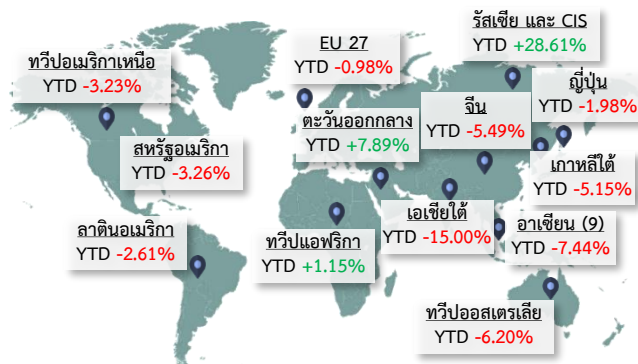 รัสเซีย และ CIS
YTD +28.61%
EU 27
YTD -0.98%
ทวีปอเมริกาเหนือ
YTD -3.23%
ญี่ปุ่น
YTD -1.98%
จีน
YTD -5.49%
ตะวันออกกลาง
YTD +7.89%
สหรัฐอเมริกา
YTD -3.26%
เกาหลีใต้
YTD -5.15%
เอเชียใต้
YTD -15.00%
ลาตินอเมริกา
YTD -2.61%
ทวีปแอฟริกา
YTD +1.15%
อาเซียน (9)
YTD -7.44%
ทวีปออสเตรเลีย
YTD -6.20%